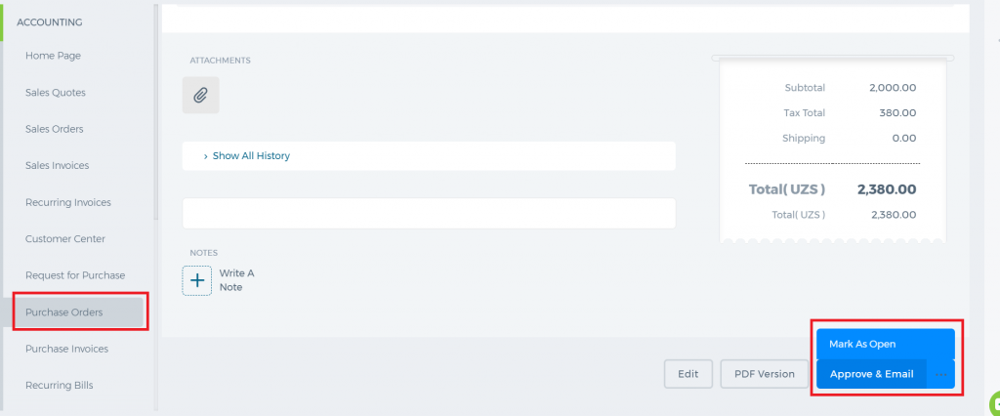 ACCOUNTING
Home Page
Sales Quotes
Sales Orders
Sales Invoices
Recurring Invoices
Customer Center
Request for Purchase
Purchase Orders
Purchase Invoices
Recurring Bills
ATTACHMENTS
› Show All History
NOTES
Write A
Note
Subtotal 2,000.00
Tax Total 380.00
Shipping 0.00
Total( UZS ) 2,380.00
Total( UZS ) 2,380.00
Mark As Open
Edit PDF Version Approve & Email ...